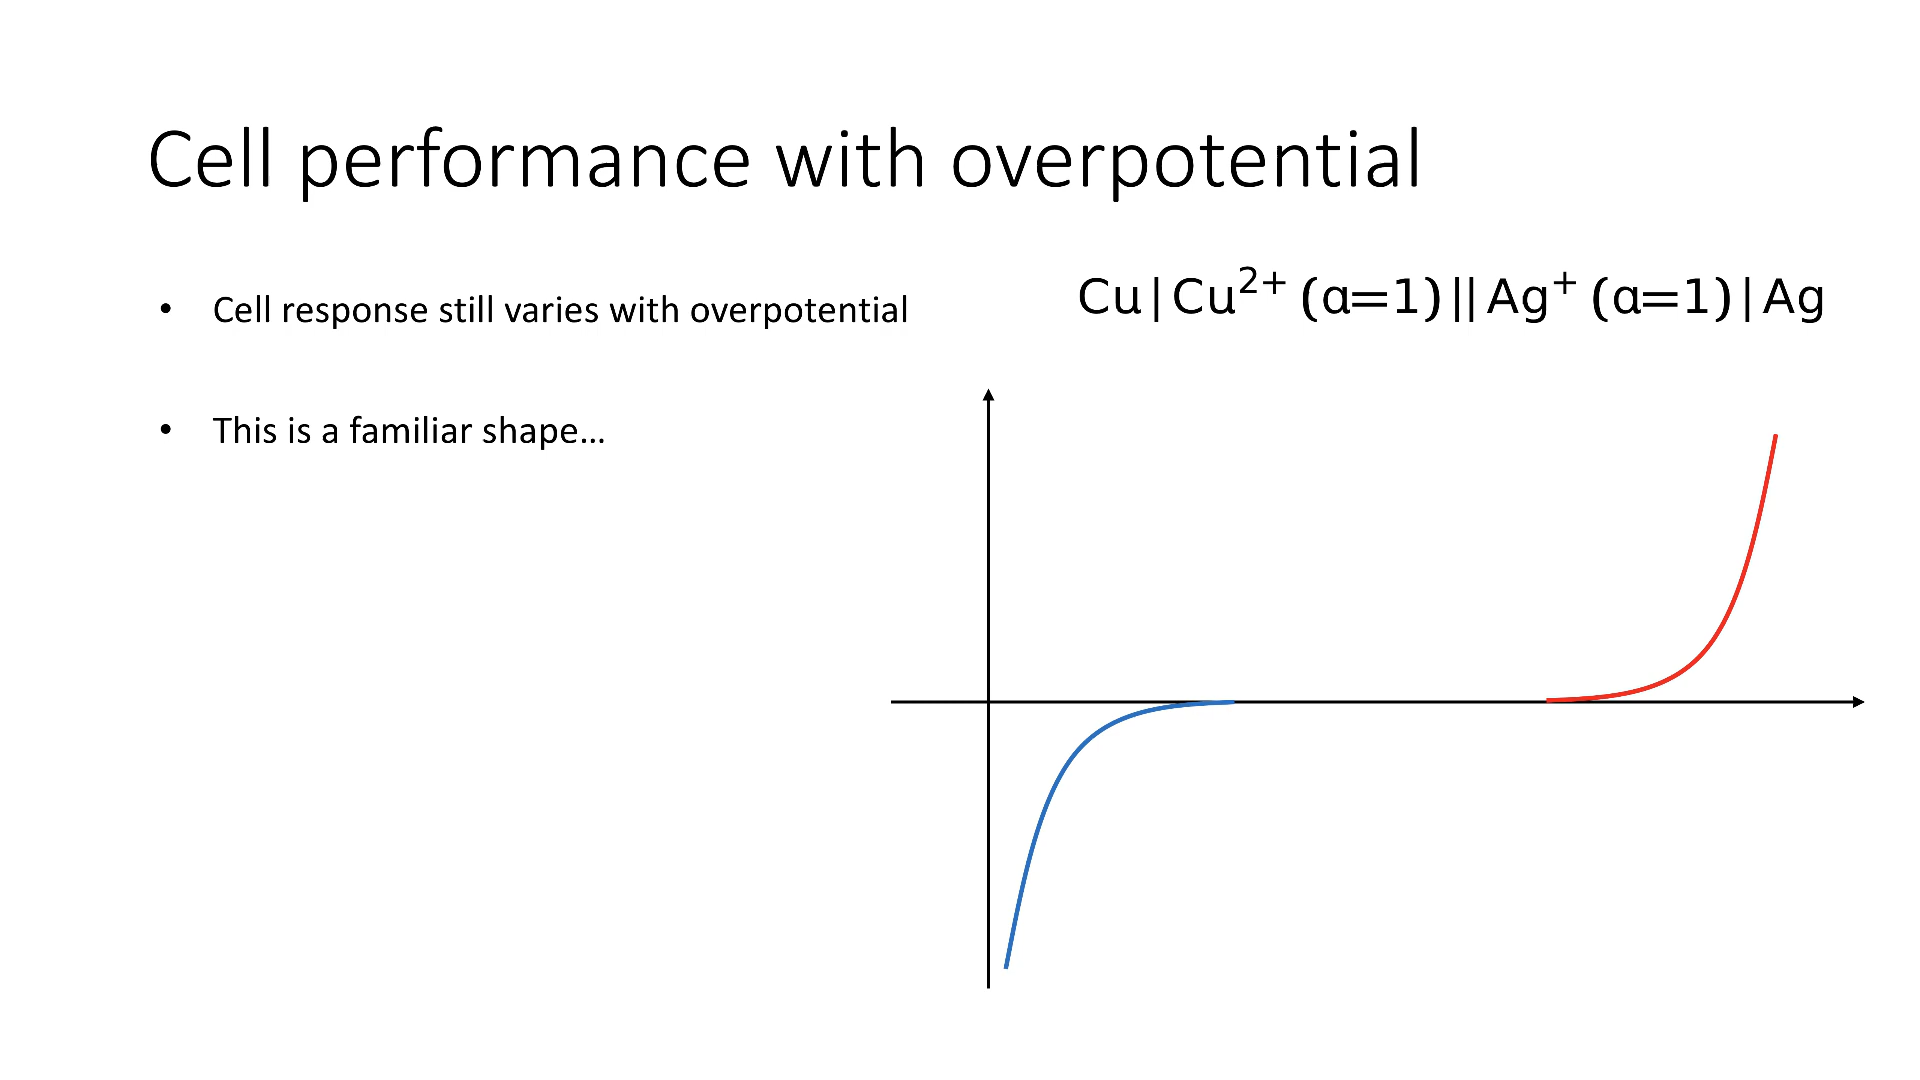 Cell performance with overpotential
• Cell response still varies with overpotential
Cu|Cu²⁺ (ɑ=1)||Ag⁺ (ɑ=1)|Ag
• This is a familiar shape…